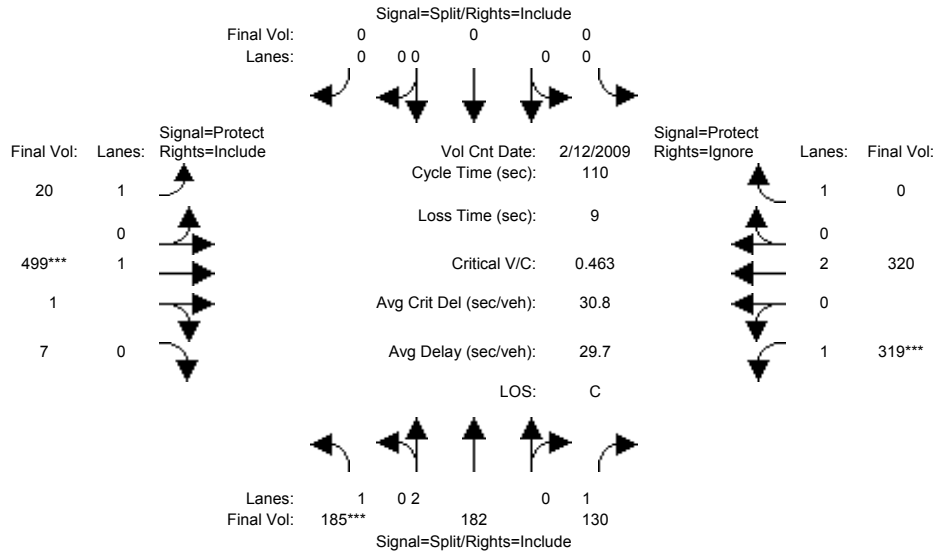 Signal=Split/Rights=Include
Final Vol: 0 0 0
Lanes: 0 0 0 0 0
Signal=Protect Signal=Protect
Final Vol: Lanes: Rights=Include Vol Cnt Date: 2/12/2009 Rights=Ignore Lanes: Final Vol:
Cycle Time (sec): 110
20 1 1 0
Loss Time (sec): 9
0 0
499*** 1 Critical V/C: 0.463 2 320
1 Avg Crit Del (sec/veh): 30.8 0
7 0 Avg Delay (sec/veh): 29.7 1 319***
LOS: C
Lanes: 1 0 2 0 1
Final Vol: 185*** 182 130
Signal=Split/Rights=Include